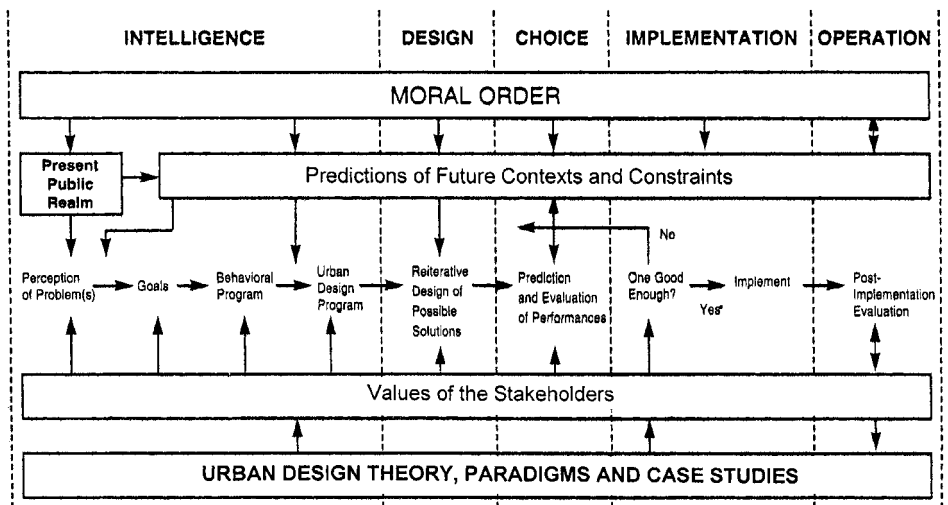 INTELLIGENCE
DESIGN
CHOICE
IMPLEMENTATION
OPERATION
MORAL ORDER
Present
Public
Realm
Predictions of Future Contexts and Constraints
No
Perception
of Problem(s)
Goals
Behavioral
Program
Urban
Design
Program
Reiterative
Design of
Possible
Solutions
Prediction
and Evaluation
of Performances
One Good
Enough?
Yes
Implement
Post-
Implementation
Evaluation
Values of the Stakeholders
URBAN DESIGN THEORY, PARADIGMS AND CASE STUDIES